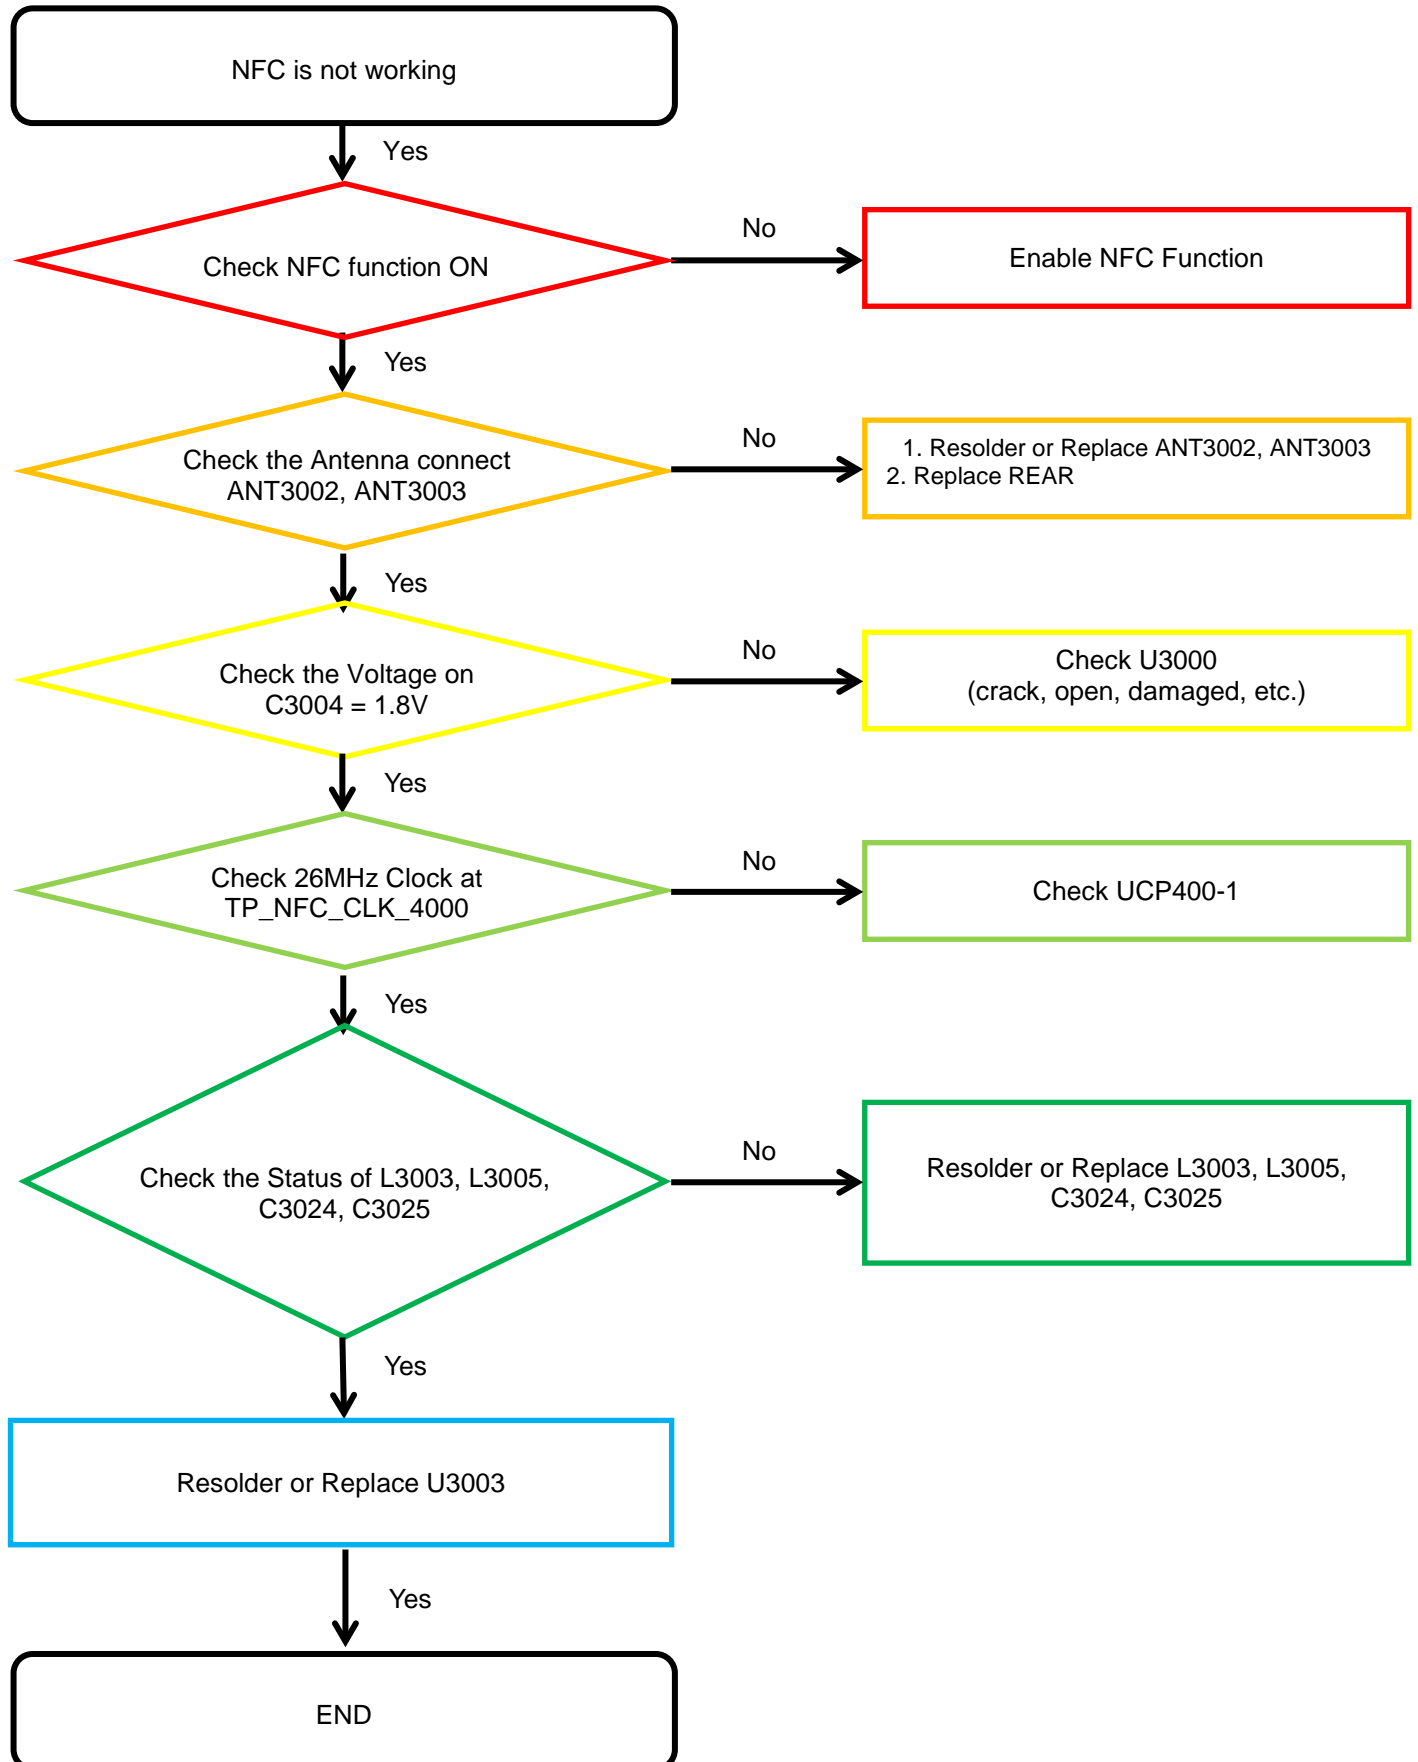 NFC is not working
Yes
Check NFC function ON
No
Enable NFC Function
Yes
Check the Antenna connect
ANT3002, ANT3003
No
1. Resolder or Replace ANT3002, ANT3003
2. Replace REAR
Yes
Check the Voltage on
C3004 = 1.8V
No
Check U3000
(crack, open, damaged, etc.)
Yes
Check 26MHz Clock at
TP_NFC_CLK_4000
No
Check UCP400-1
Yes
Check the Status of L3003, L3005,
C3024, C3025
No
Resolder or Replace L3003, L3005,
C3024, C3025
Yes
Resolder or Replace U3003
Yes
END